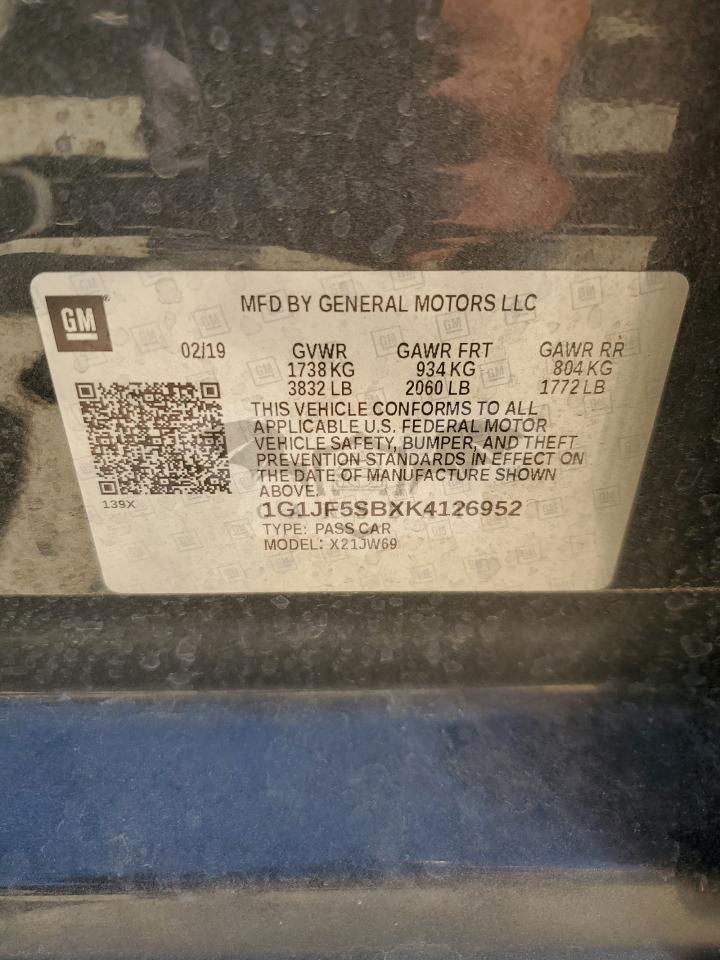 GM
MFD BY GENERAL MOTORS LLC
02/19 GVWR GAWR FRT GAWR RR
1738 KG 934 KG 804 KG
3832 LB 2060 LB 1772 LB
THIS VEHICLE CONFORMS TO ALL
APPLICABLE U.S. FEDERAL MOTOR
VEHICLE SAFETY, BUMPER, AND THEFT
PREVENTION STANDARDS IN EFFECT ON
THE DATE OF MANUFACTURE SHOWN
ABOVE.
139X
1G1JF5SBXK4126952
TYPE: PASS CAR
MODEL: X21JW69